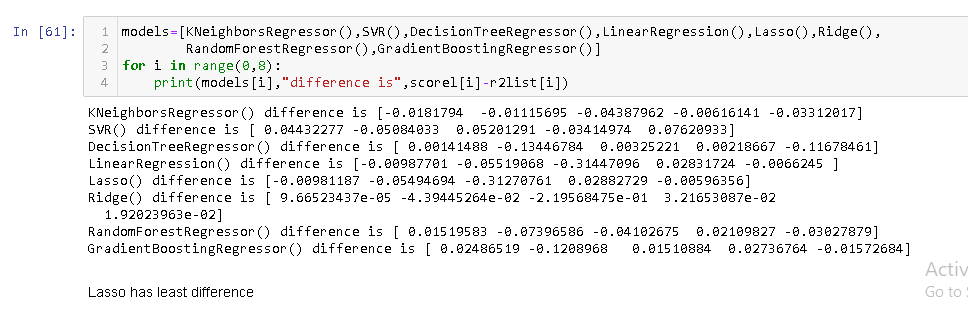 In [61]:
1 models=[KNeighborsRegressor(),SVR(),DecisionTreeRegressor(),LinearRegression(),Lasso(),Ridge(),
2         RandomForestRegressor(),GradientBoostingRegressor()]
3 for i in range(0,8):
4     print(models[i],"difference is",scorel[i]-r2list[i])
KNeighborsRegressor() difference is [-0.0181794  -0.01115695 -0.04387962 -0.00616141 -0.03312017]
SVR() difference is [ 0.04432277 -0.05084033  0.05201291 -0.03414974  0.07620933]
DecisionTreeRegressor() difference is [ 0.00141488 -0.13446784  0.00325221  0.00218667 -0.11678461]
LinearRegression() difference is [-0.00987701 -0.05519068 -0.31447096  0.02831724 -0.0066245 ]
Lasso() difference is [-0.00981187 -0.05494694 -0.31270761  0.02882729 -0.00596356]
Ridge() difference is [ 9.66523437e-05 -4.39445264e-02 -2.19568475e-01  3.21653087e-02
  1.92023963e-02]
RandomForestRegressor() difference is [ 0.01519583 -0.07396586 -0.04102675  0.02109827 -0.03027879]
GradientBoostingRegressor() difference is [ 0.02486519 -0.1208968   0.01510884  0.02736764 -0.01572684]
Lasso has least difference
Activ
Go to S